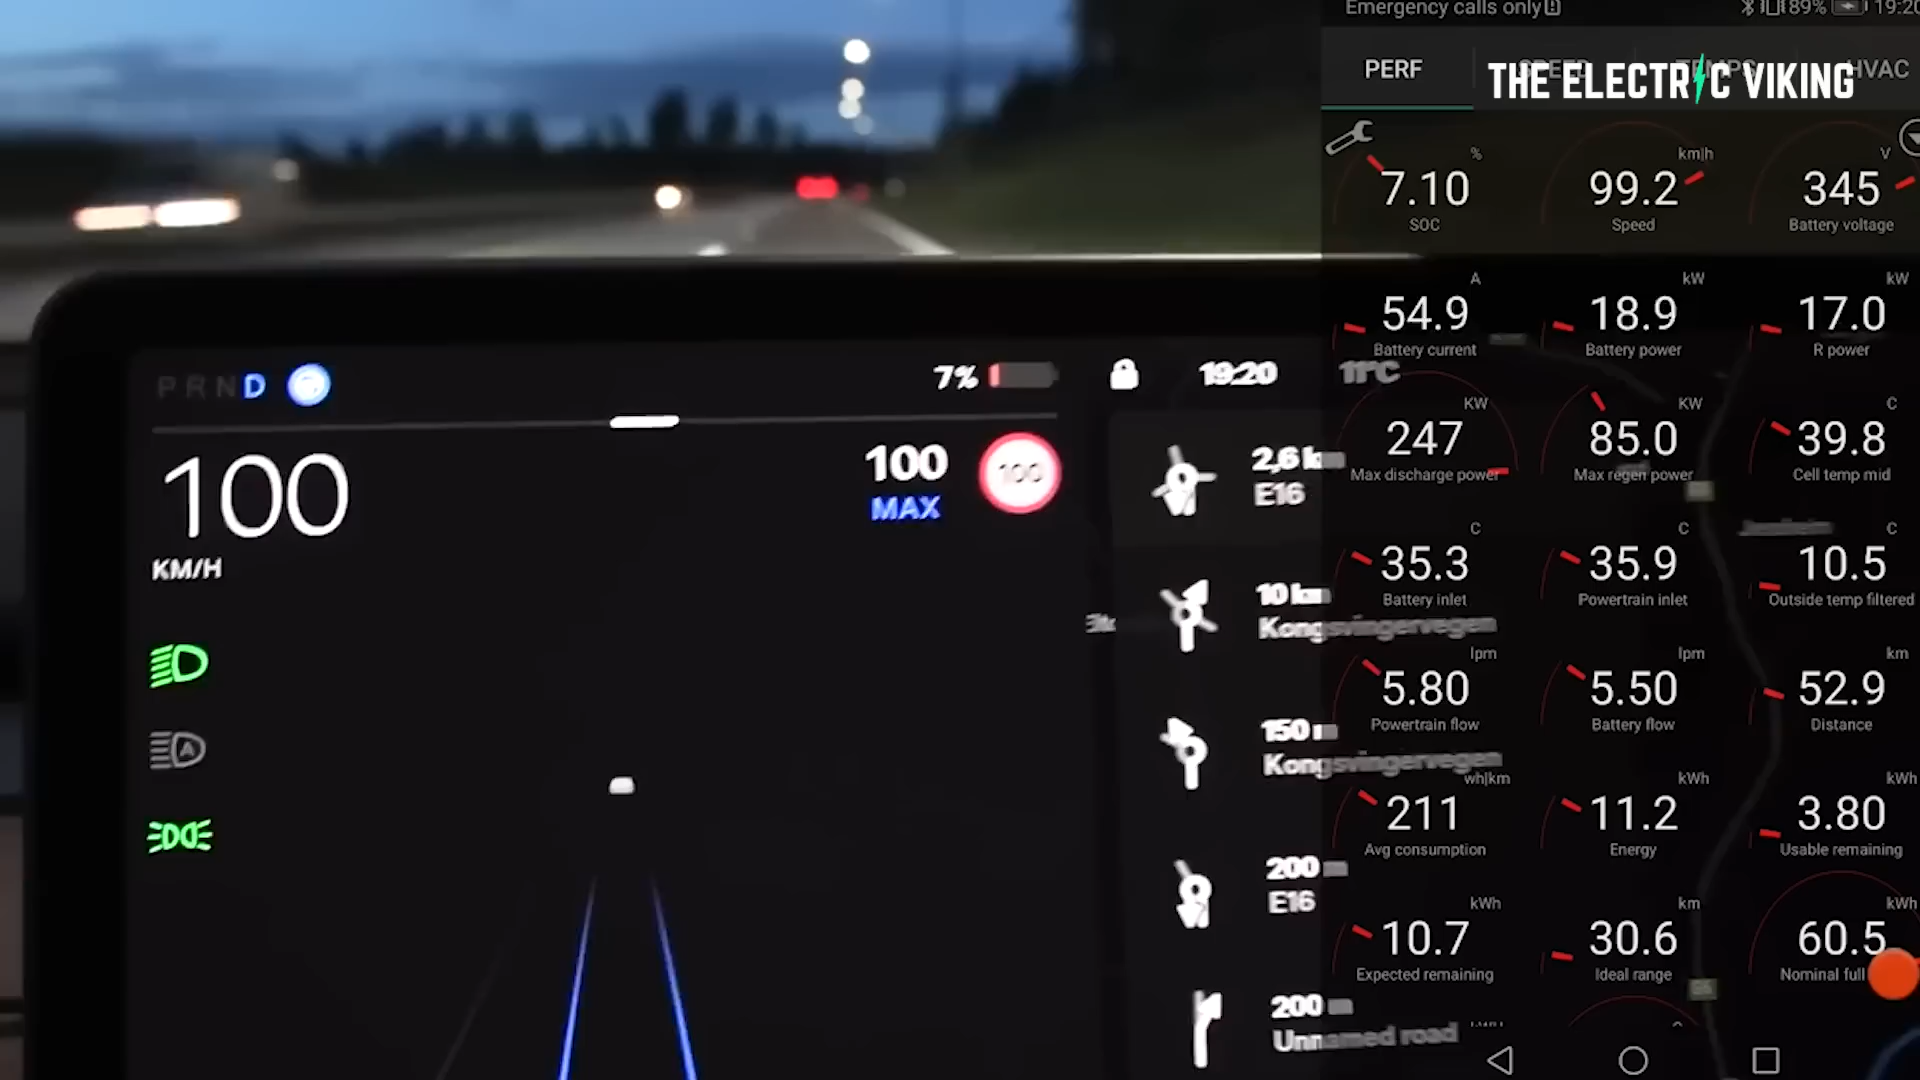 Emergency calls only
89%
PERF
HVAC
THE ELECTRIC VIKING
%
7.10
SOC
km|h
99.2
Speed
V
345
Battery voltage
A
54.9
Battery current
kW
18.9
Battery power
kW
17.0
R power
KW
247
Max discharge power
KW
85.0
Max regen power
C
39.8
Cell temp mid
C
35.3
Battery inlet
C
35.9
Powertrain inlet
C
10.5
Outside temp filtered
lpm
5.80
Powertrain flow
lpm
5.50
Battery flow
km
52.9
Distance
wh|km
211
Avg consumption
kWh
11.2
Energy
kWh
3.80
Usable remaining
kWh
10.7
Expected remaining
km
30.6
Ideal range
kWh
60.5
Nominal full
P R N D
7%
19:20
11°C
100
KM/H
100
MAX
100
2,6 km
E16
10 km
Kongsvingervegen
150 m
Kongsvingervegen
200 m
E16
200 m
Unnamed road